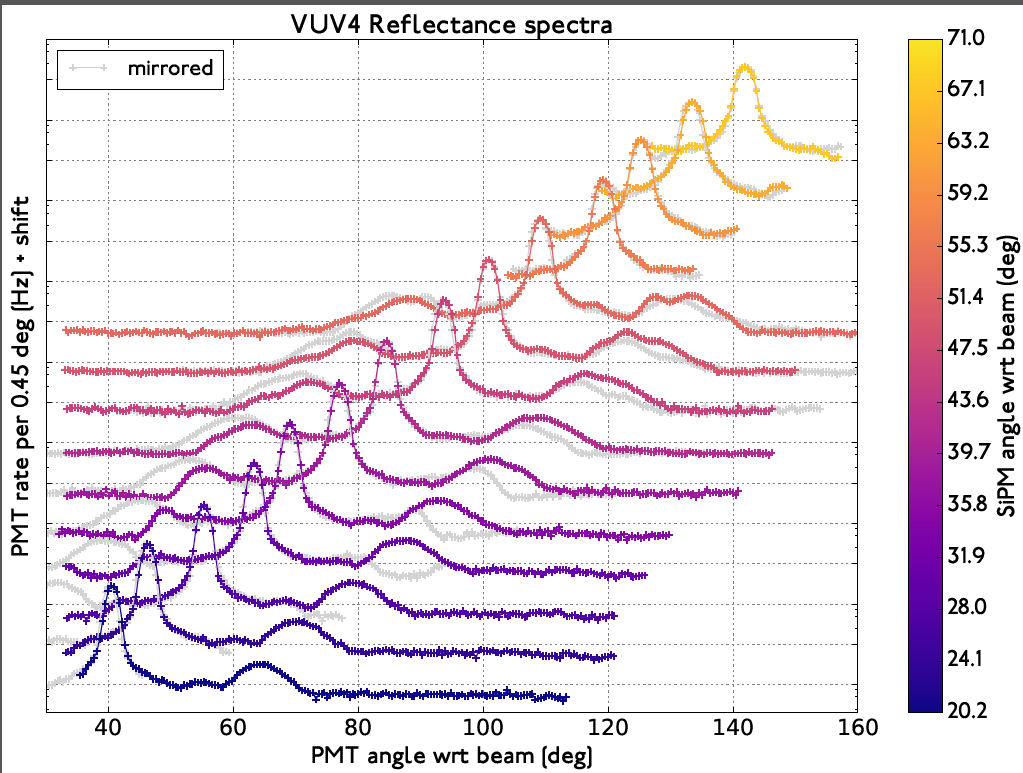 VUV4 Reflectance spectra
mirrored
PMT rate per 0.45 deg (Hz) + shift
40 60 80 100 120 140 160
PMT angle wrt beam (deg)
71.0
67.1
63.2
59.2
55.3
51.4
47.5
43.6
39.7
35.8
31.9
28.0
24.1
20.2
SiPM angle wrt beam (deg)